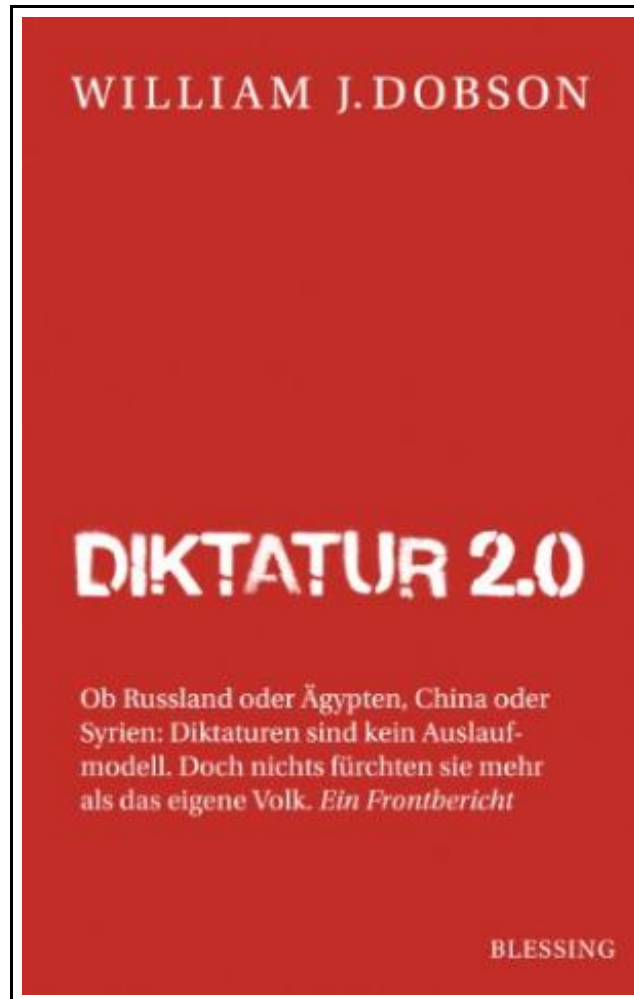 WILLIAM J. DOBSON
DIKTATUR 2.0
Ob Russland oder Ägypten, China oder
Syrien: Diktaturen sind kein Auslauf-
modell. Doch nichts fürchten sie mehr
als das eigene Volk. Ein Frontbericht
BLESSING